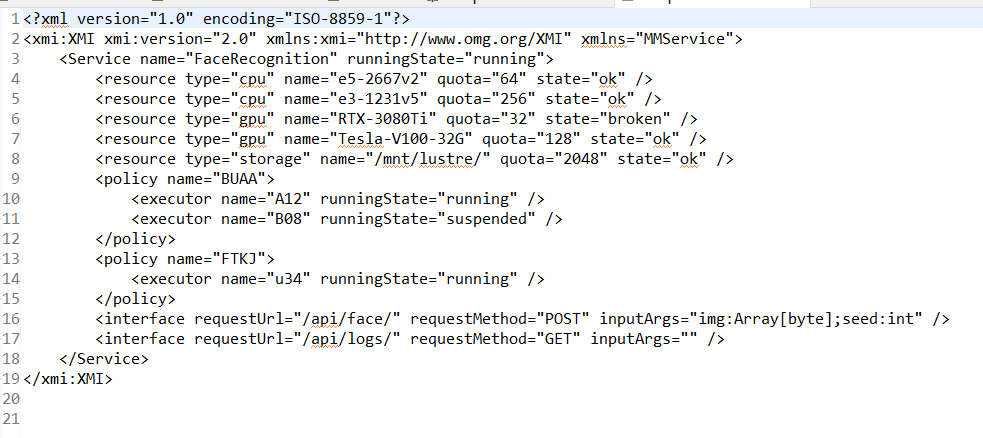 1 <?xml version="1.0" encoding="ISO-8859-1"?>
2 <xmi:XMI xmi:version="2.0" xmlns:xmi="http://www.omg.org/XMI" xmlns="MMService">
3 <Service name="FaceRecognition" runningState="running">
4 <resource type="cpu" name="e5-2667v2" quota="64" state="ok" />
5 <resource type="cpu" name="e3-1231v5" quota="256" state="ok" />
6 <resource type="gpu" name="RTX-3080Ti" quota="32" state="broken" />
7 <resource type="gpu" name="Tesla-V100-32G" quota="128" state="ok" />
8 <resource type="storage" name="/mnt/lustre/" quota="2048" state="ok" />
9 <policy name="BUAA">
10 <executor name="A12" runningState="running" />
11 <executor name="B08" runningState="suspended" />
12 </policy>
13 <policy name="FTKJ">
14 <executor name="u34" runningState="running" />
15 </policy>
16 <interface requestUrl="/api/face/" requestMethod="POST" inputArgs="img:Array[byte];seed:int" />
17 <interface requestUrl="/api/logs/" requestMethod="GET" inputArgs="" />
18 </Service>
19 </xmi:XMI>
20
21